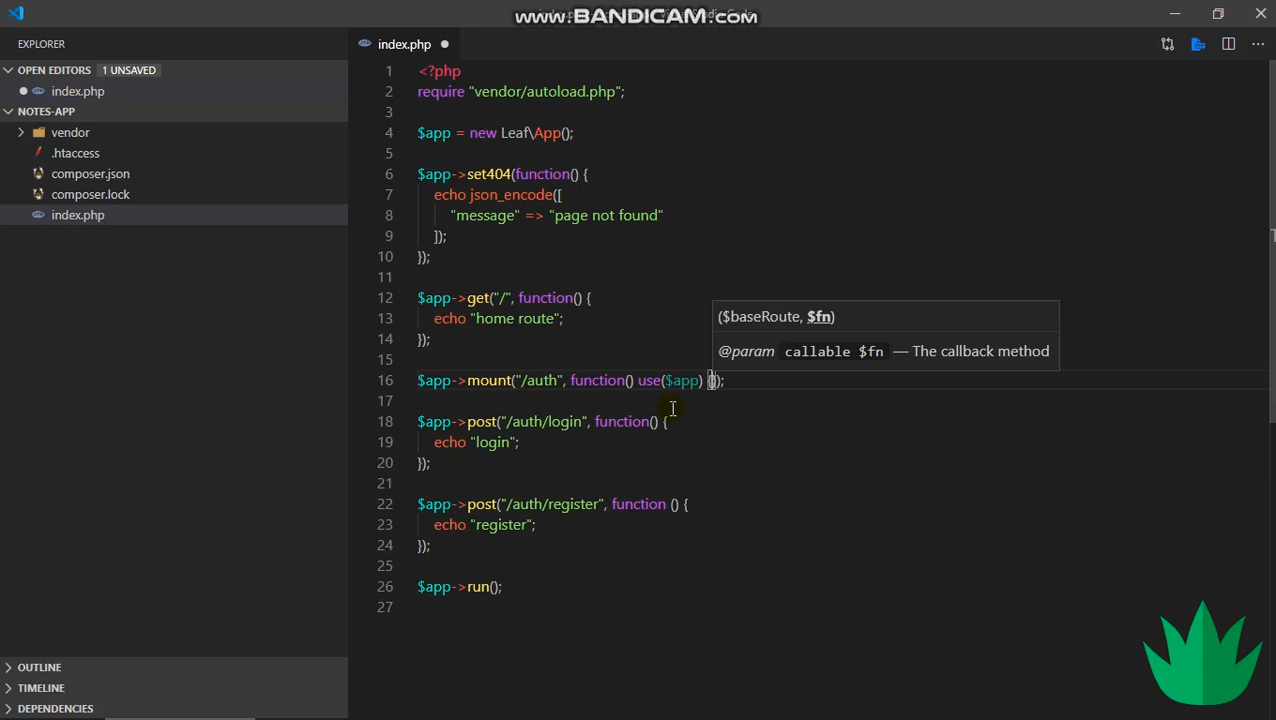 www.BANDICAM.com
EXPLORER
index.php
OPEN EDITORS 1 UNSAVED
index.php
NOTES-APP
vendor
.htaccess
composer.json
composer.lock
index.php
OUTLINE
TIMELINE
DEPENDENCIES
1 <?php
2 require "vendor/autoload.php";
3
4 $app = new Leaf\App();
5
6 $app->set404(function() {
7 echo json_encode([
8 "message" => "page not found"
9 ]);
10 });
11
12 $app->get("/", function() {
13 echo "home route";
14 });
15
($baseRoute, $fn)
@param callable $fn — The callback method
16 $app->mount("/auth", function() use($app) {});
17
18 $app->post("/auth/login", function() {
19 echo "login";
20 });
21
22 $app->post("/auth/register", function () {
23 echo "register";
24 });
25
26 $app->run();
27